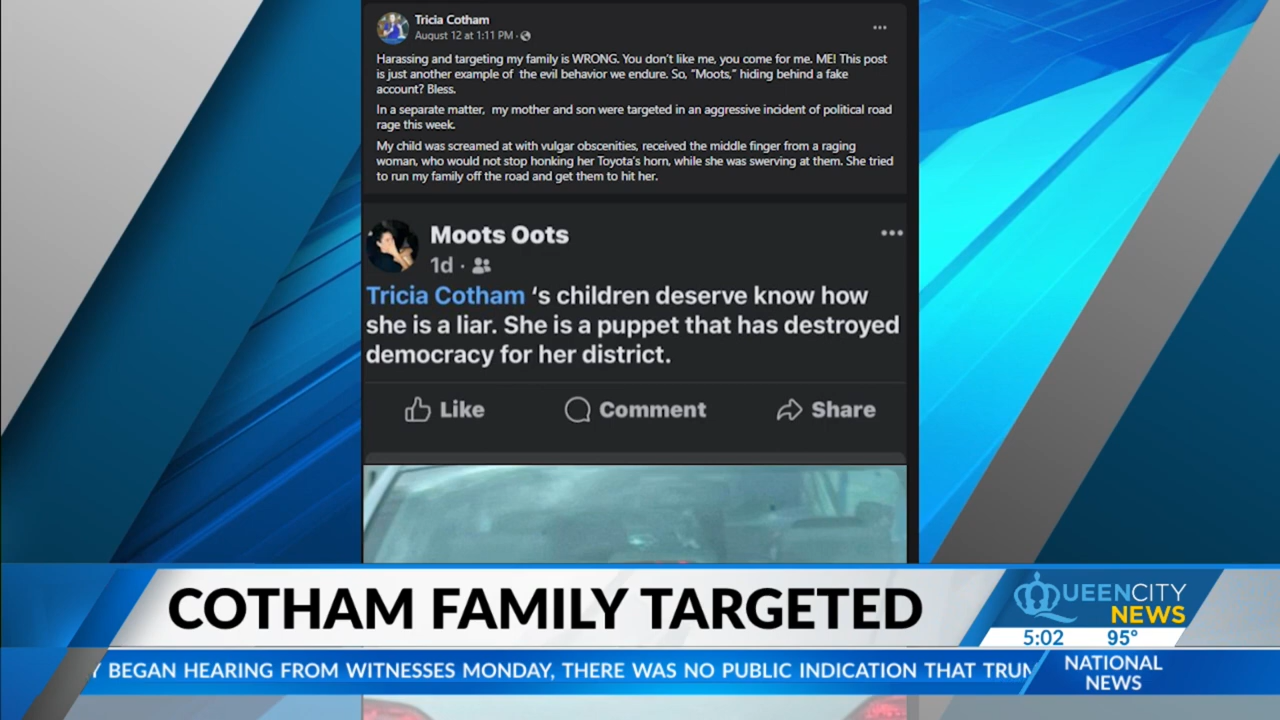 Tricia Cotham
August 12 at 1:11 PM ·
Harassing and targeting my family is WRONG. You don't like me, you come for me. ME! This post
is just another example of the evil behavior we endure. So, "Moots," hiding behind a fake
account? Bless.
In a separate matter, my mother and son were targeted in an aggressive incident of political road
rage this week.
My child was screamed at with vulgar obscenities, received the middle finger from a raging
woman, who would not stop honking her Toyota's horn, while she was swerving at them. She tried
to run my family off the road and get them to hit her.
Moots Oots
1d ·
Tricia Cotham 's children deserve know how
she is a liar. She is a puppet that has destroyed
democracy for her district.
Like Comment Share
COTHAM FAMILY TARGETED
QUEEN CITY
NEWS
5:02 95°
Y BEGAN HEARING FROM WITNESSES MONDAY, THERE WAS NO PUBLIC INDICATION THAT TRUM
NATIONAL
NEWS